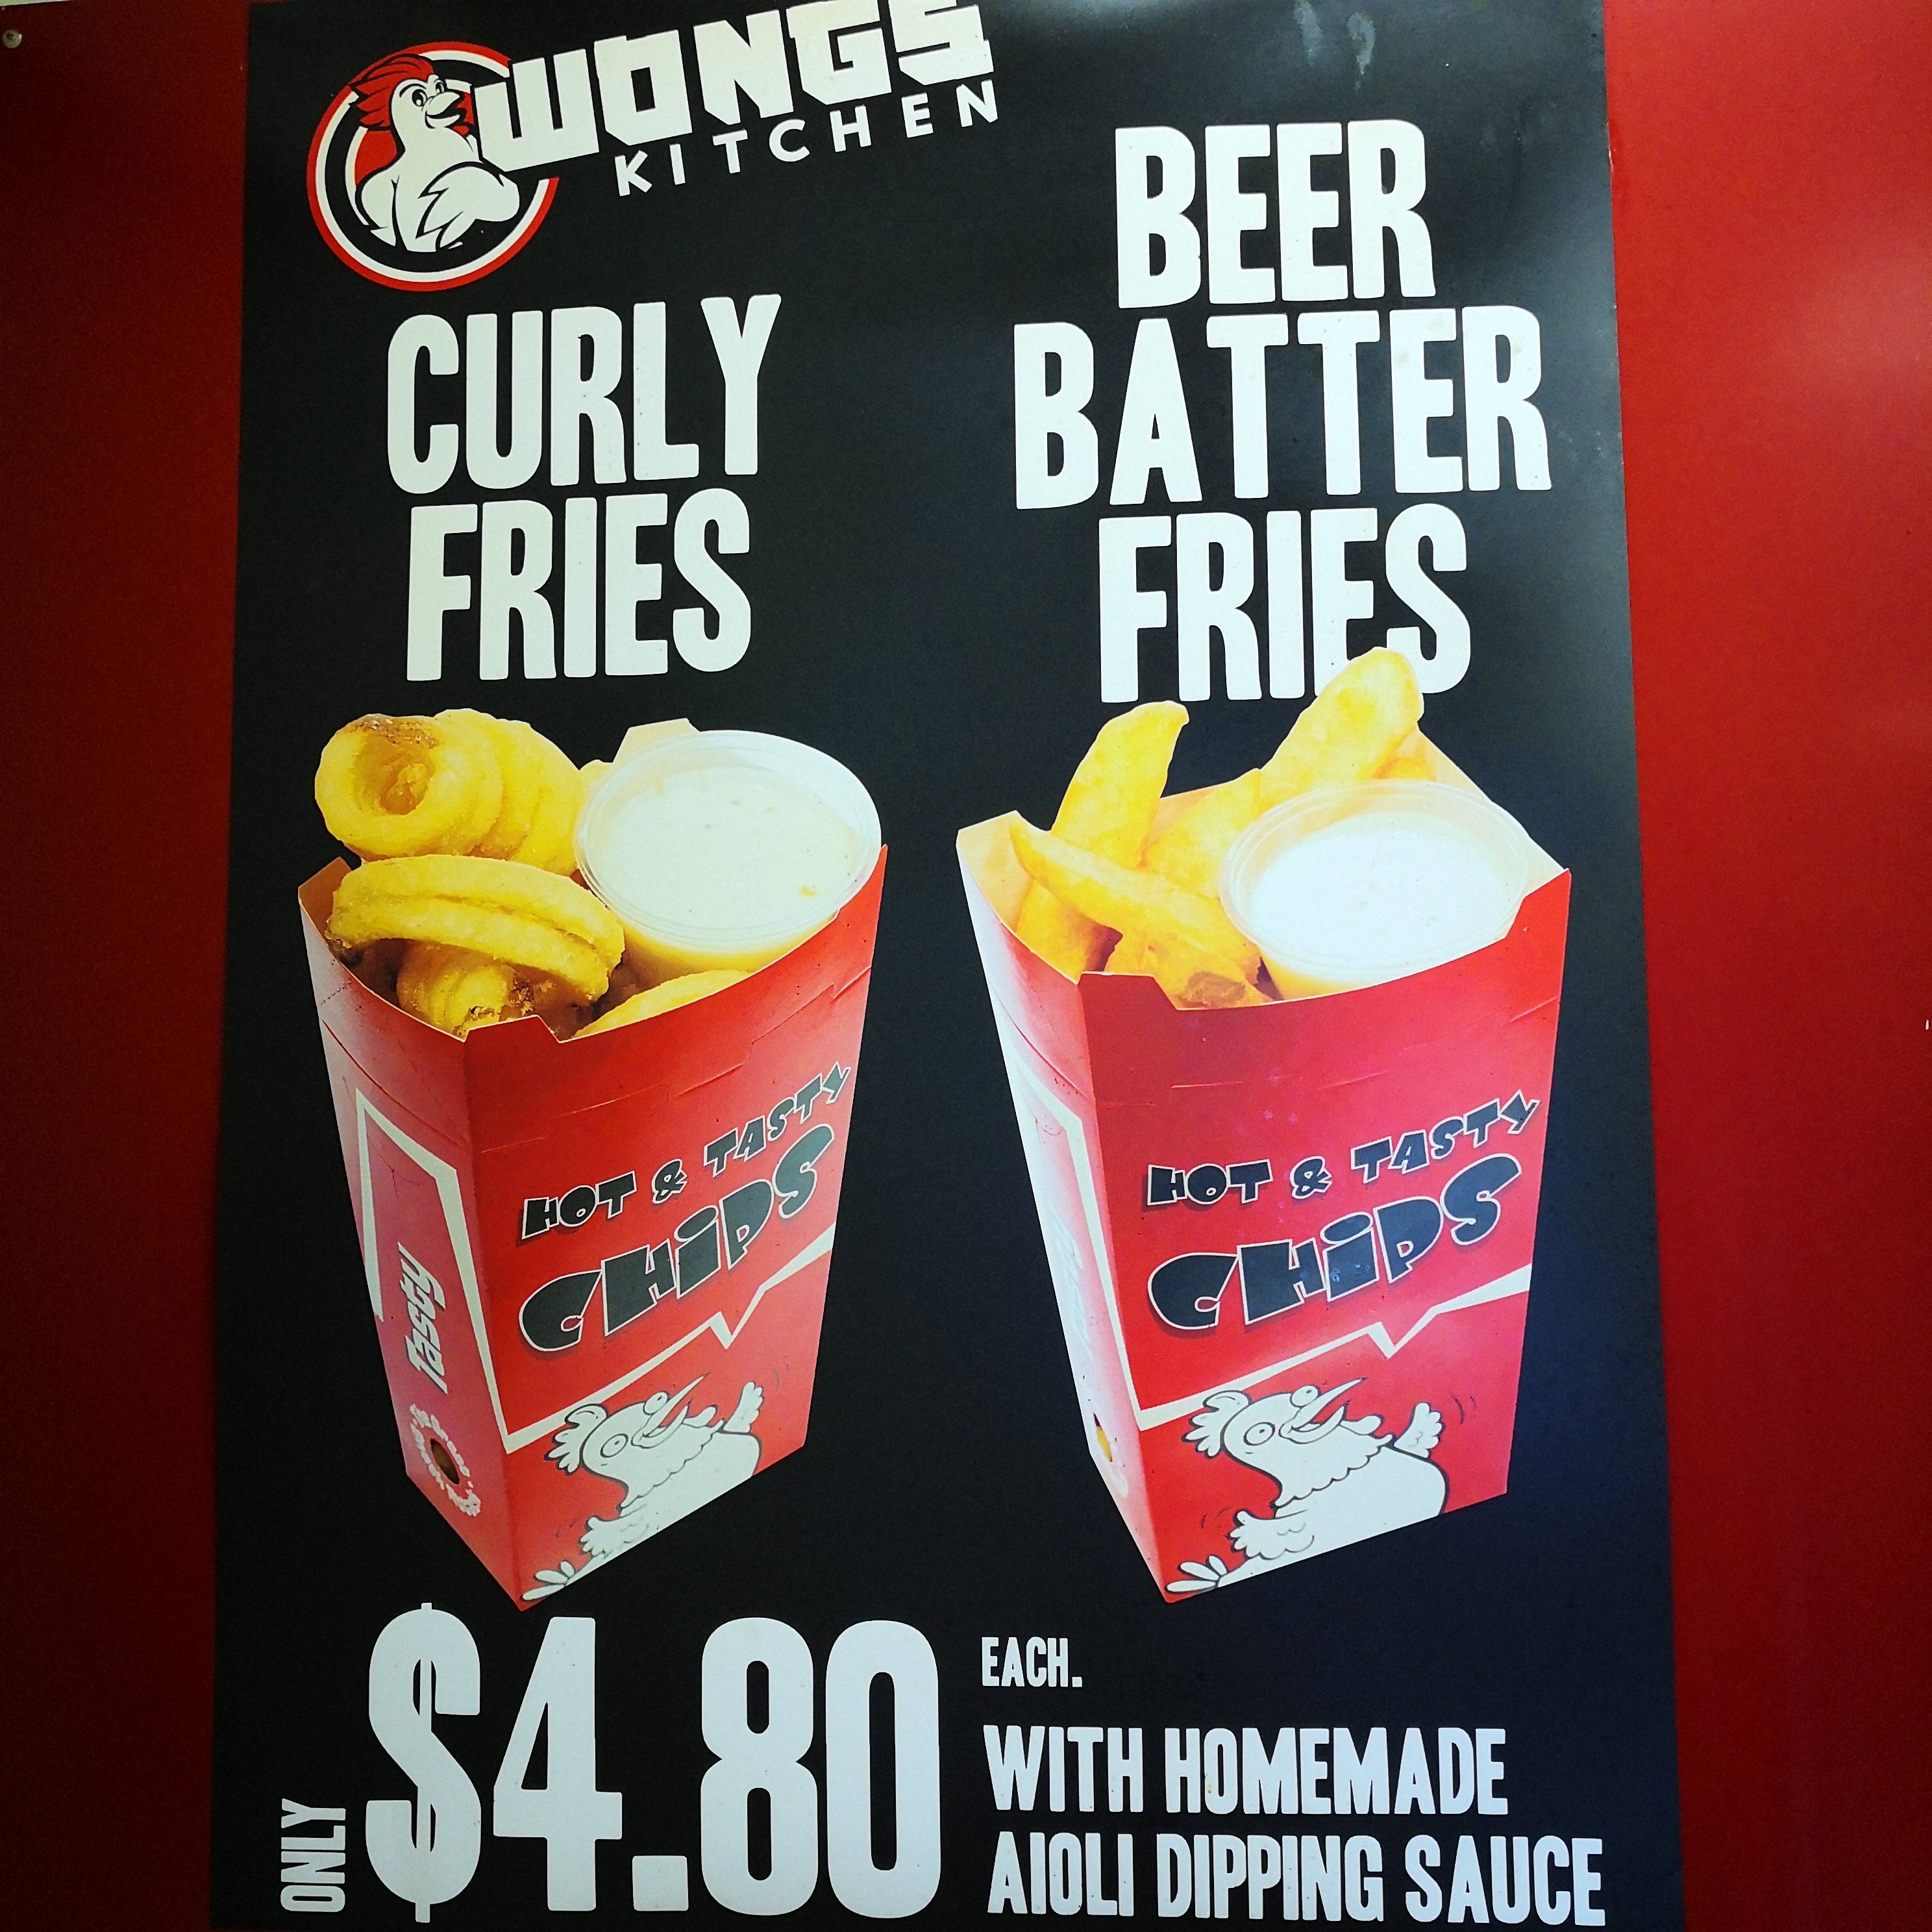 WONGS
KITCHEN
CURLY
FRIES
BEER
BATTER
FRIES
HOT & TASTY
CHIPS
Tasty
HOT & TASTY
CHIPS
ONLY
$4.80
EACH.
WITH HOMEMADE
AIOLI DIPPING SAUCE